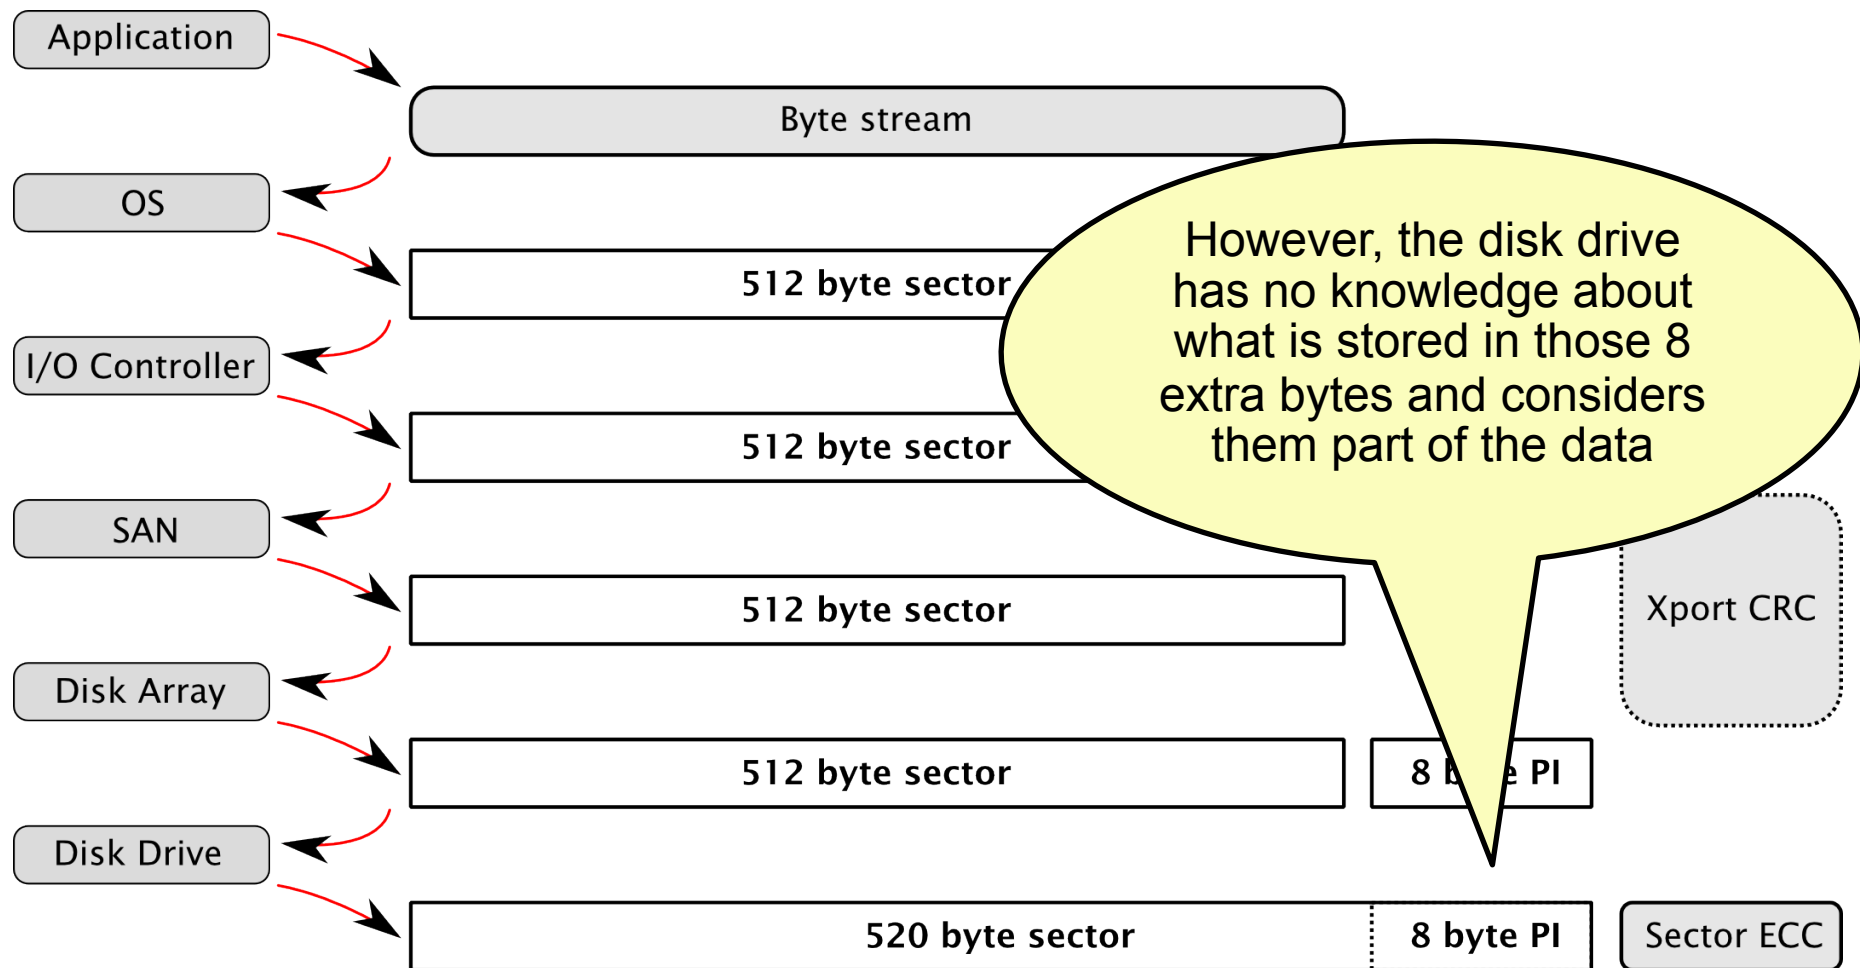 Application
Byte stream
OS
512 byte sector
I/O Controller
512 byte sector
SAN
512 byte sector
Xport CRC
Disk Array
512 byte sector
8 b e PI
Disk Drive
520 byte sector
8 byte PI
Sector ECC
However, the disk drive
has no knowledge about
what is stored in those 8
extra bytes and considers
them part of the data